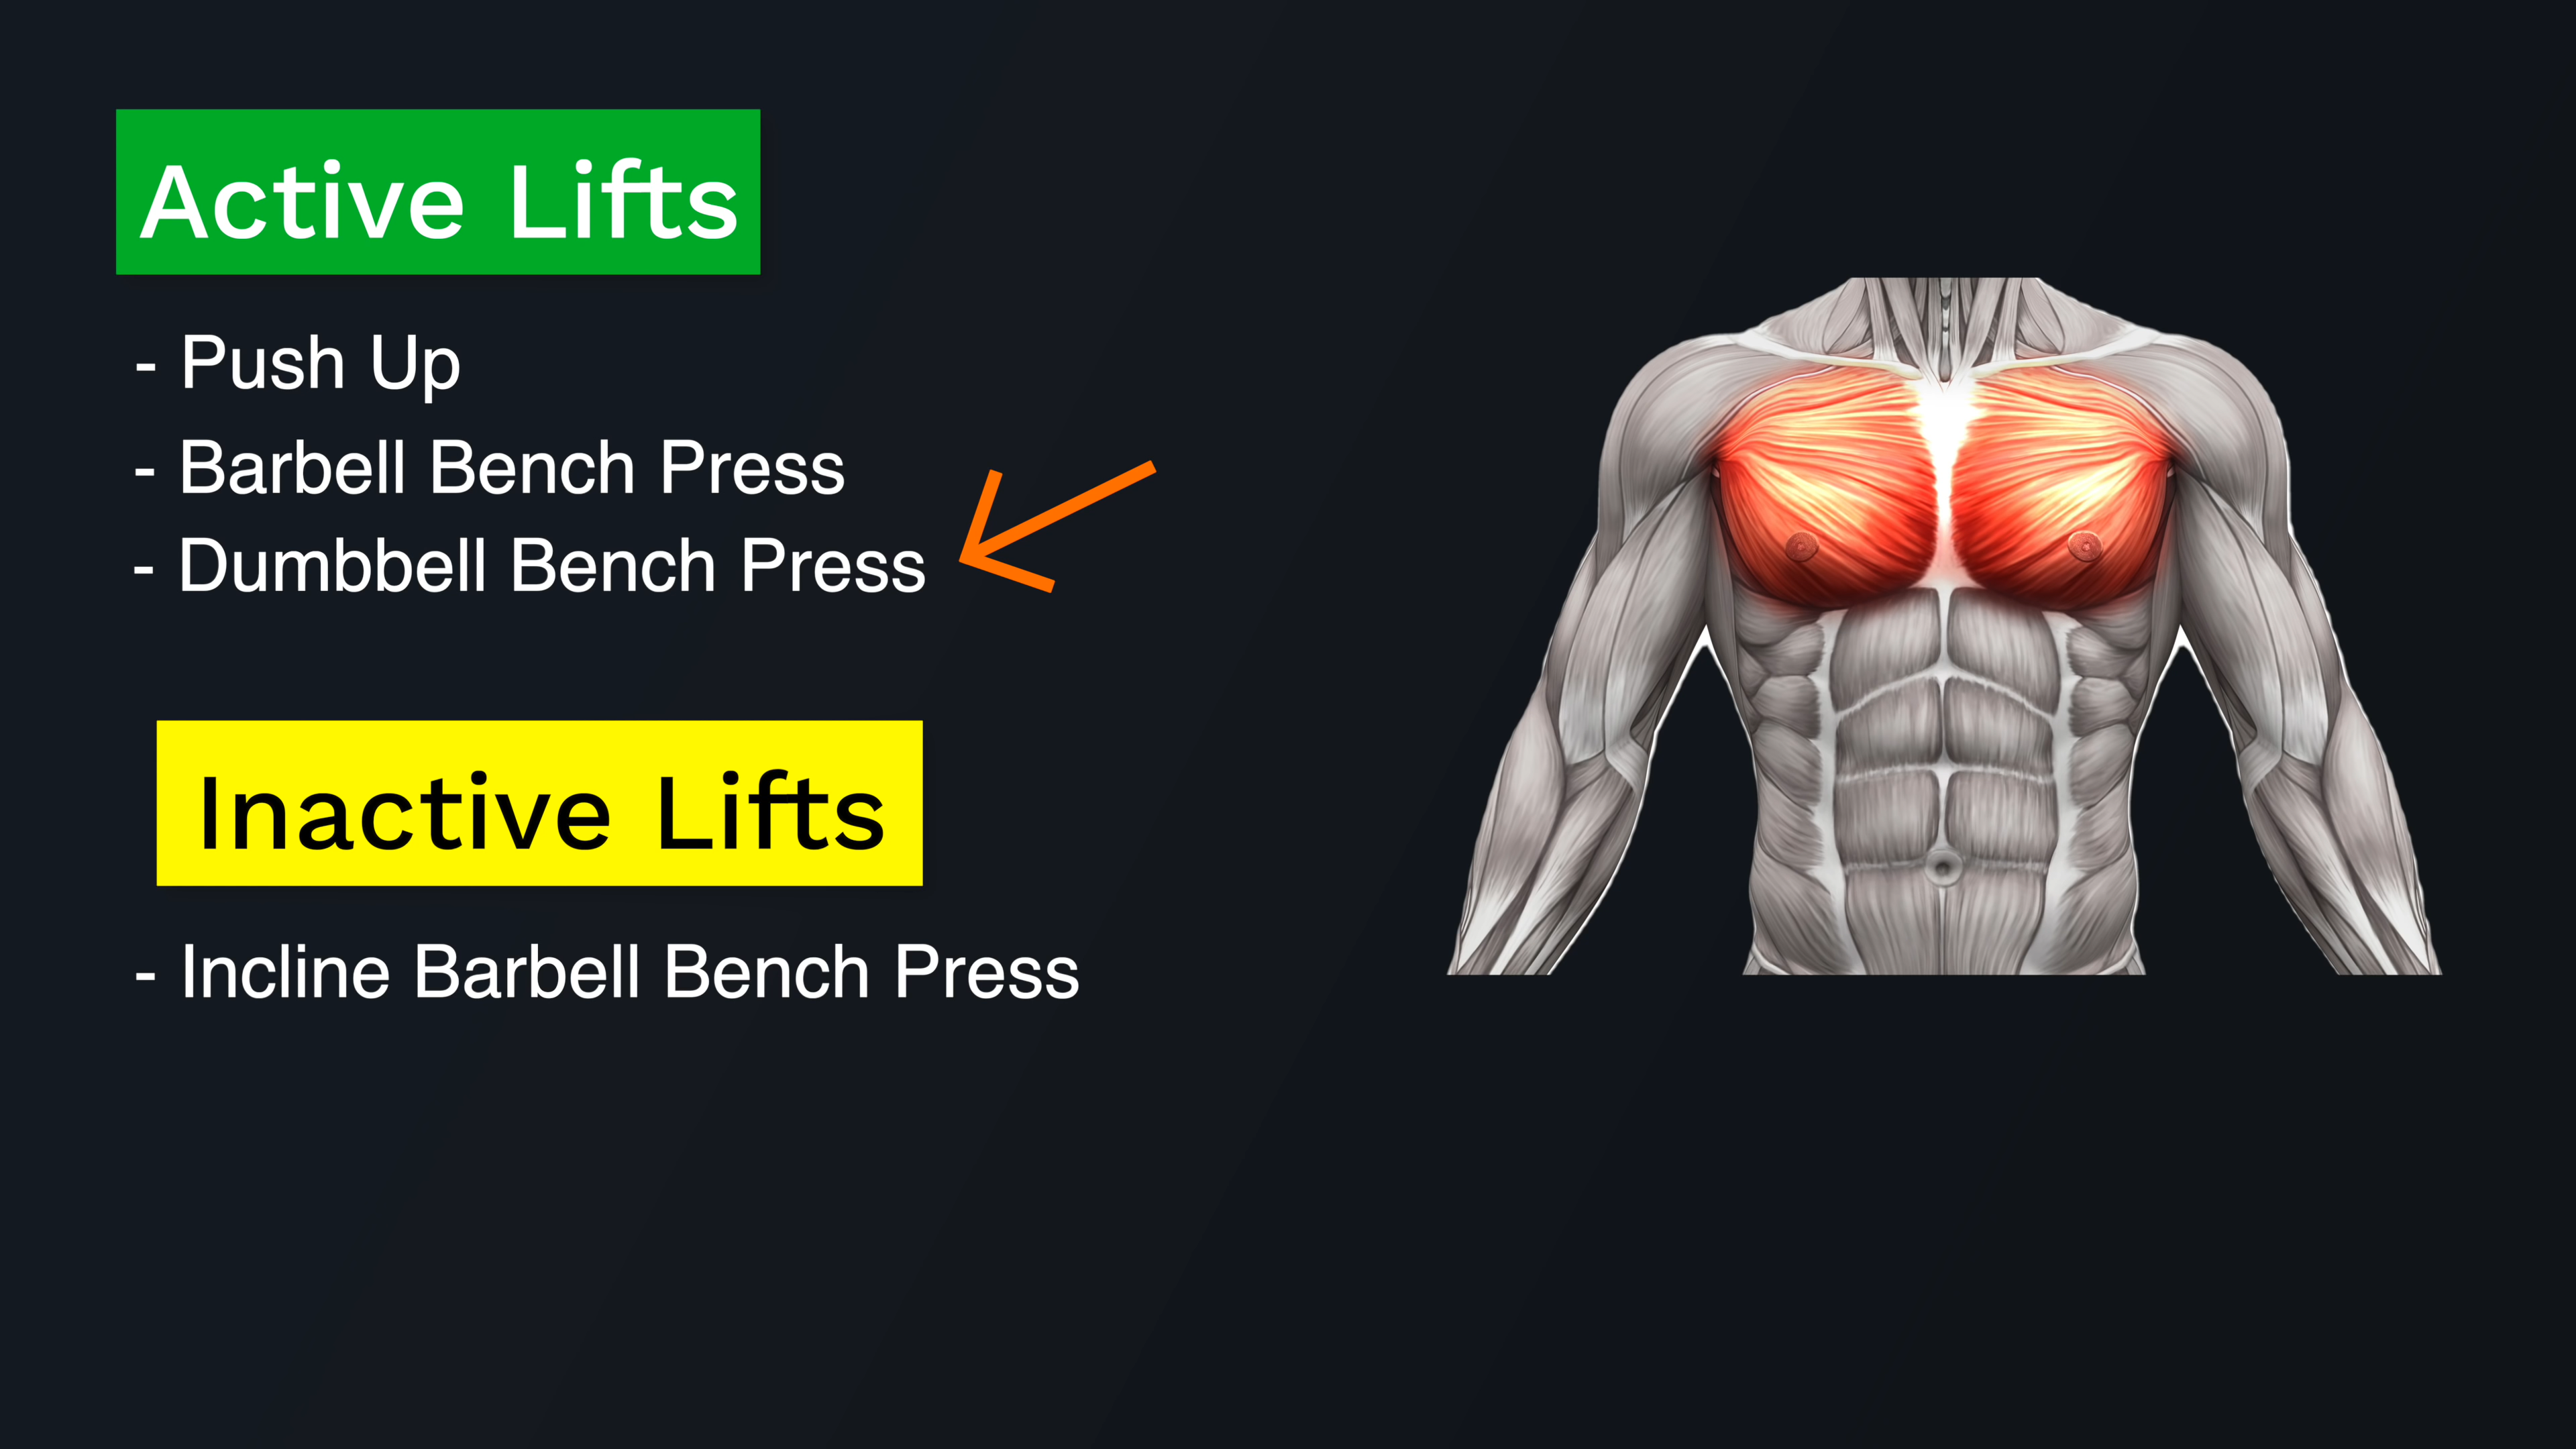 Active Lifts
- Push Up
- Barbell Bench Press
- Dumbbell Bench Press
Inactive Lifts
- Incline Barbell Bench Press